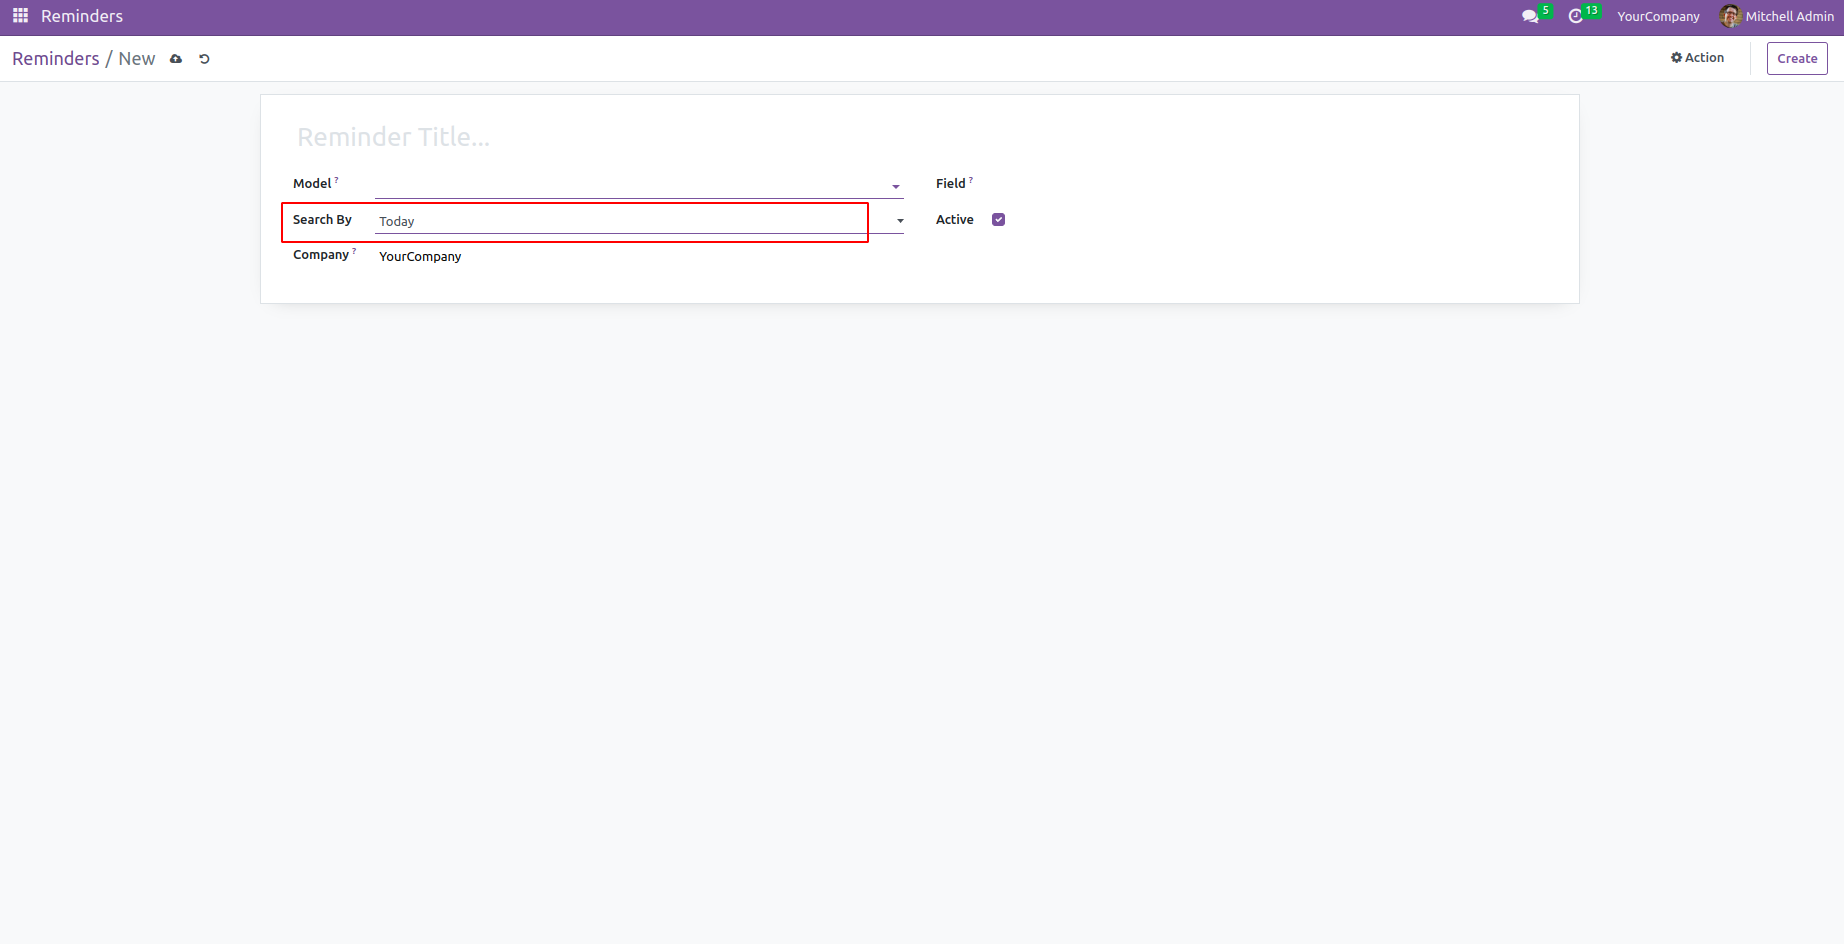 Reminders 5 13 YourCompany Mitchell Admin
Reminders / New Action Create
Reminder Title...
Model ? Field ?
Search By Today Active
Company ? YourCompany